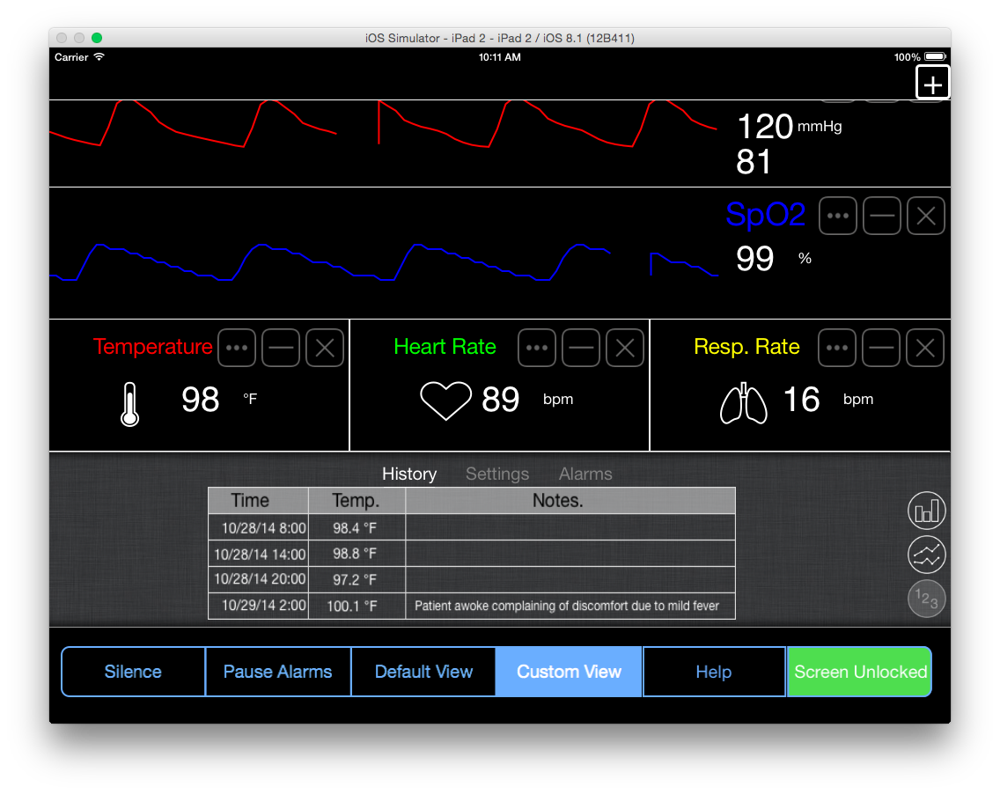 iOS Simulator - iPad 2 - iPad 2 / iOS 8.1 (12B411)
Carrier 10:11 AM 100%
120 mmHg
81
SpO2
99 %
Temperature Heart Rate Resp. Rate
98 °F 89 bpm 16 bpm
History Settings Alarms
Time Temp. Notes.
10/28/14 8:00 98.4 °F
10/28/14 14:00 98.8 °F
10/28/14 20:00 97.2 °F
10/29/14 2:00 100.1 °F Patient awoke complaining of discomfort due to mild fever
123
Silence Pause Alarms Default View Custom View Help Screen Unlocked